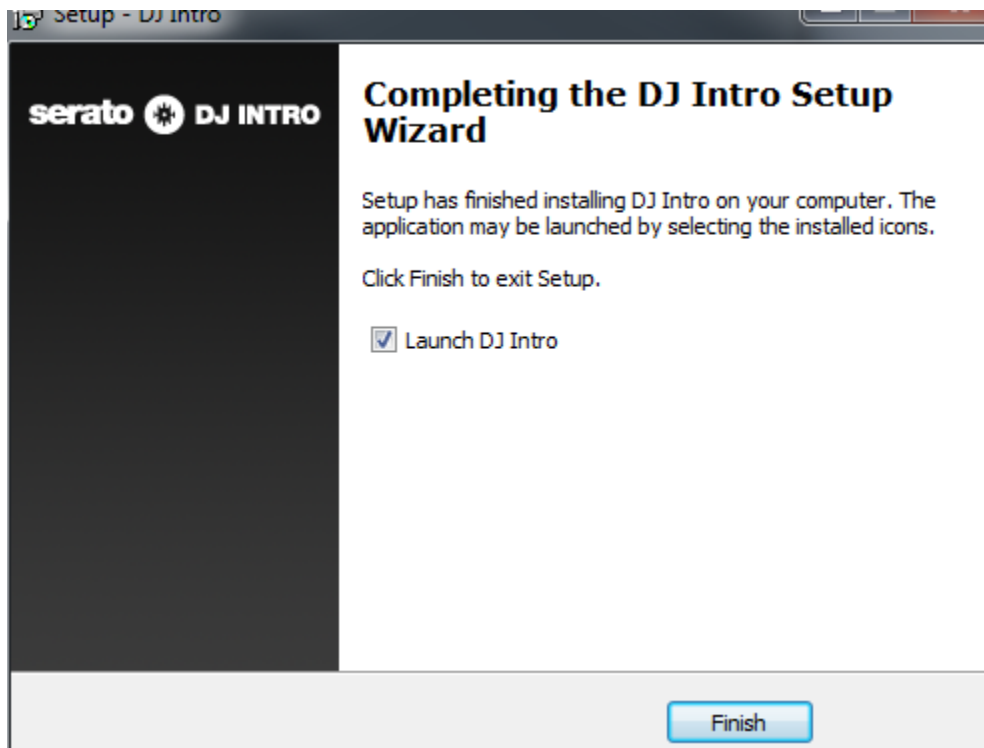 Setup - DJ Intro
serato DJ INTRO
Completing the DJ Intro Setup
Wizard
Setup has finished installing DJ Intro on your computer. The
application may be launched by selecting the installed icons.
Click Finish to exit Setup.
Launch DJ Intro
Finish